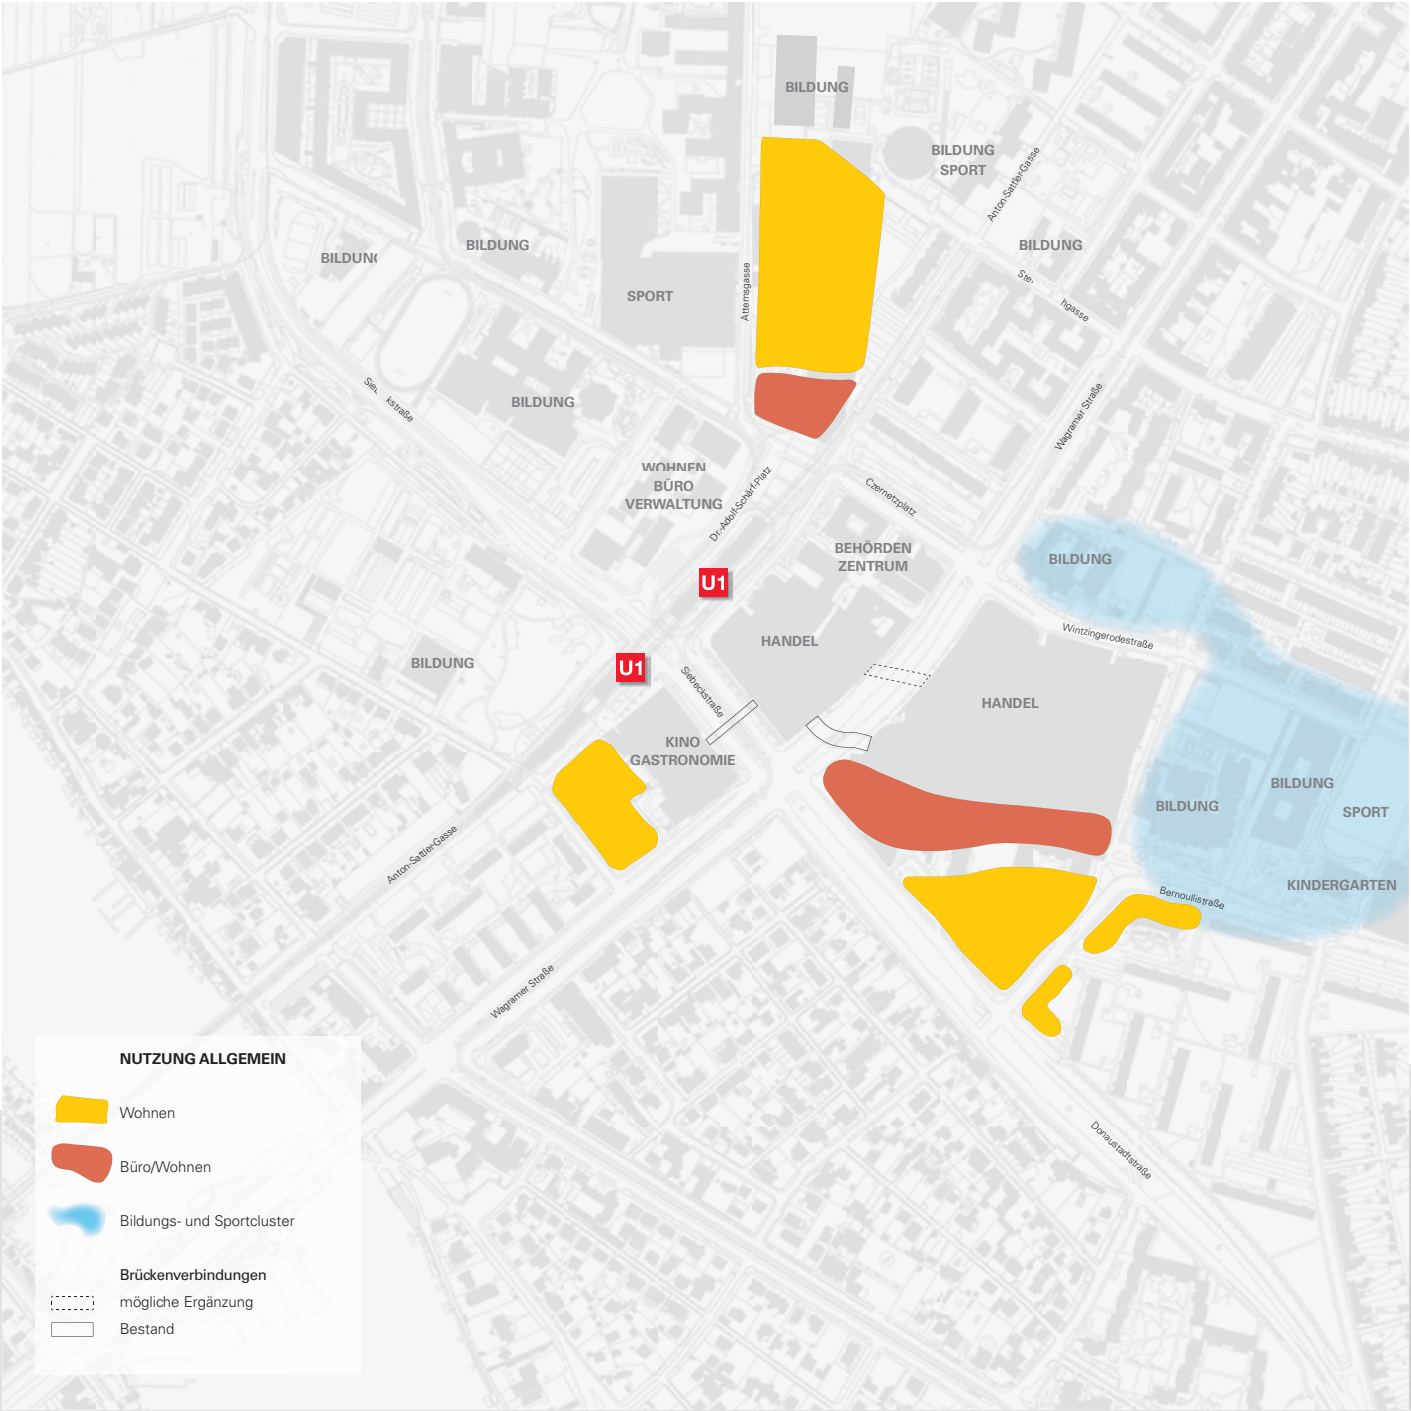 BILDUNG
BILDUNG
SPORT
Anton-Sattler-Gasse
BILDUNG
BILDUNG
BILDUNG
SPORT
Attemsgasse
hgasse
Wagramer Straße
kstraße
BILDUNG
WOHNEN
BÜRO
VERWALTUNG
Dr.-Adolf-Schärf-Platz
Czernetzplatz
BEHÖRDEN
ZENTRUM
BILDUNG
U1
HANDEL
Wintzingerodestraße
BILDUNG
U1
Siebeckstraße
HANDEL
KINO
GASTRONOMIE
BILDUNG
BILDUNG
SPORT
Anton-Sattler-Gasse
KINDERGARTEN
Bernoullistraße
Wagramer Straße
Donaustadtstraße
NUTZUNG ALLGEMEIN
Wohnen
Büro/Wohnen
Bildungs- und Sportcluster
Brückenverbindungen
mögliche Ergänzung
Bestand